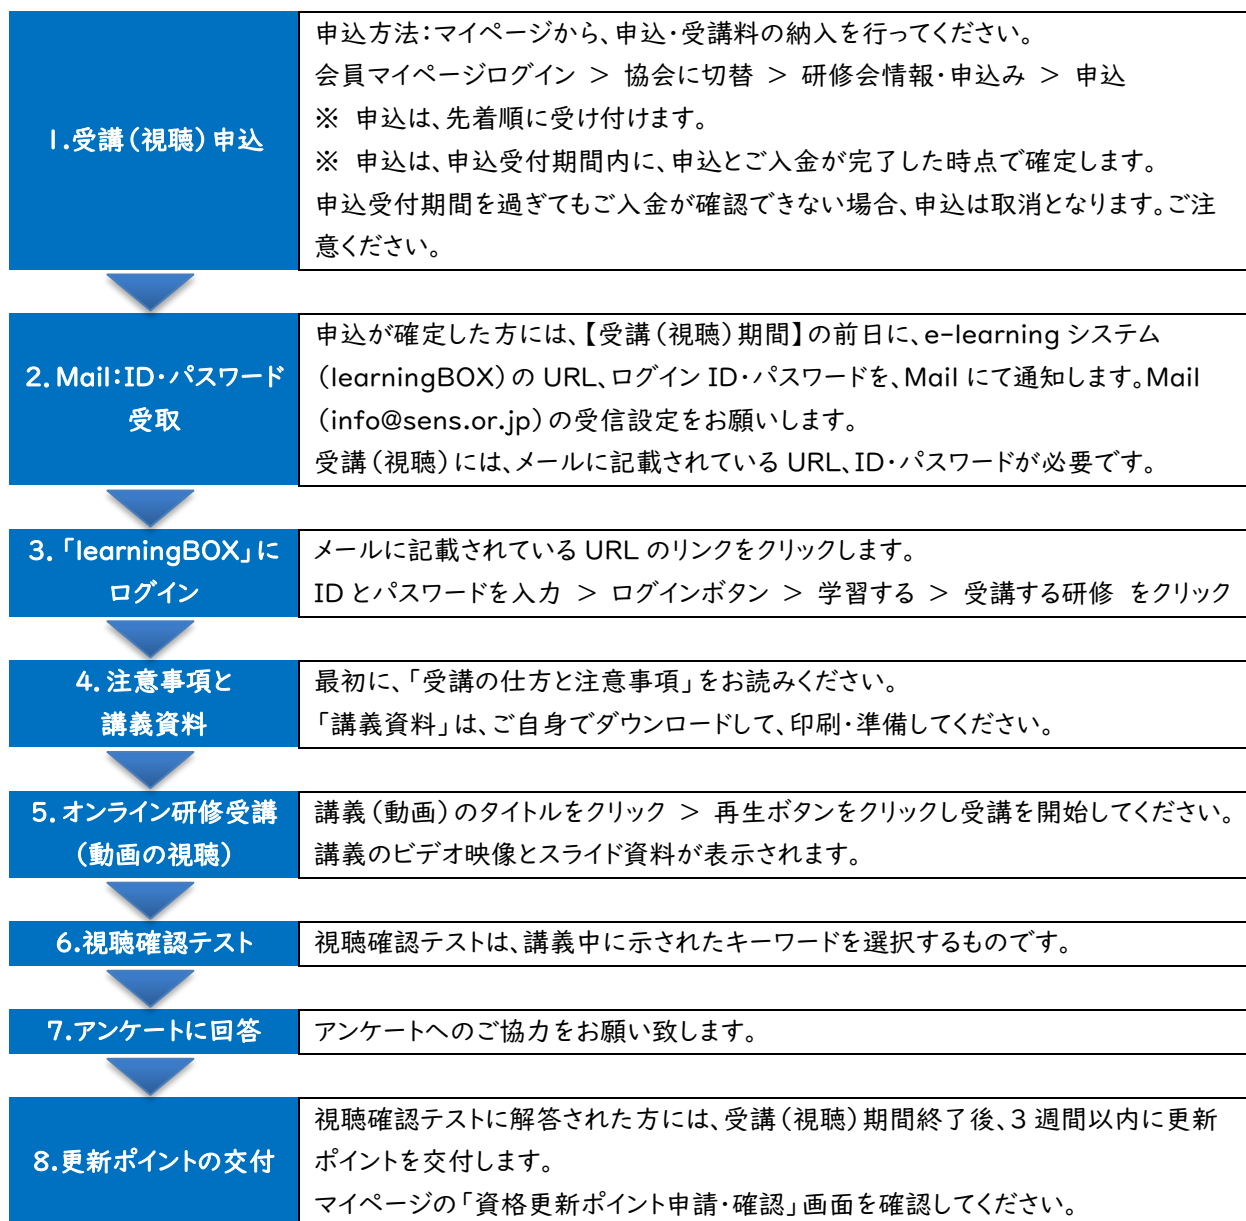 1.受講(視聴)申込
申込方法:マイページから、申込・受講料の納入を行ってください。
会員マイページログイン > 協会に切替 > 研修会情報・申込み > 申込
※ 申込は、先着順に受け付けます。
※ 申込は、申込受付期間内に、申込とご入金が完了した時点で確定します。
申込受付期間を過ぎてもご入金が確認できない場合、申込は取消となります。ご注
意ください。
2.Mail:ID・パスワード
受取
申込が確定した方には、【受講(視聴)期間】の前日に、e-learning システム
(learningBOX)の URL、ログイン ID・パスワードを、Mail にて通知します。Mail
(info@sens.or.jp)の受信設定をお願いします。
受講(視聴)には、メールに記載されている URL、ID・パスワードが必要です。
3.「learningBOX」に
ログイン
メールに記載されている URL のリンクをクリックします。
ID とパスワードを入力 > ログインボタン > 学習する > 受講する研修 をクリック
4.注意事項と
講義資料
最初に、「受講の仕方と注意事項」をお読みください。
「講義資料」は、ご自身でダウンロードして、印刷・準備してください。
5.オンライン研修受講
(動画の視聴)
講義(動画)のタイトルをクリック > 再生ボタンをクリックし受講を開始してください。
講義のビデオ映像とスライド資料が表示されます。
6.視聴確認テスト
視聴確認テストは、講義中に示されたキーワードを選択するものです。
7.アンケートに回答
アンケートへのご協力をお願い致します。
8.更新ポイントの交付
視聴確認テストに解答された方には、受講(視聴)期間終了後、3 週間以内に更新
ポイントを交付します。
マイページの「資格更新ポイント申請・確認」画面を確認してください。